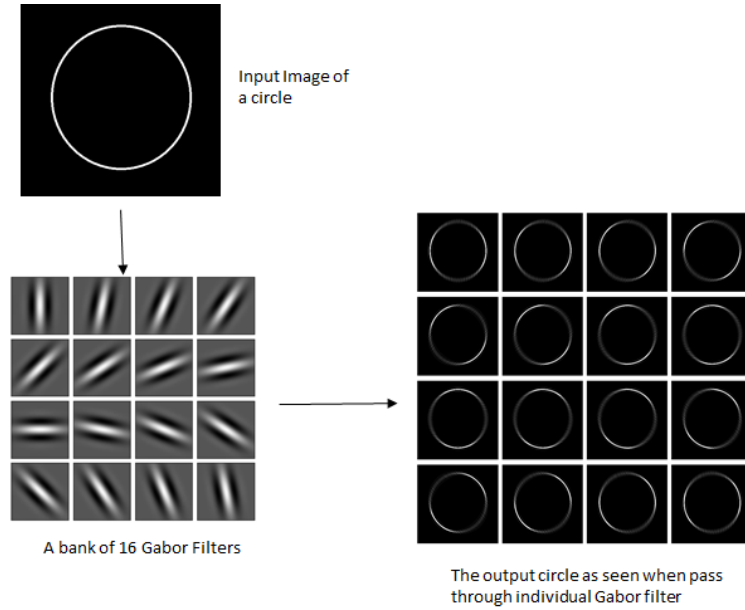 Input Image of
a circle
A bank of 16 Gabor Filters
The output circle as seen when pass
through individual Gabor filter